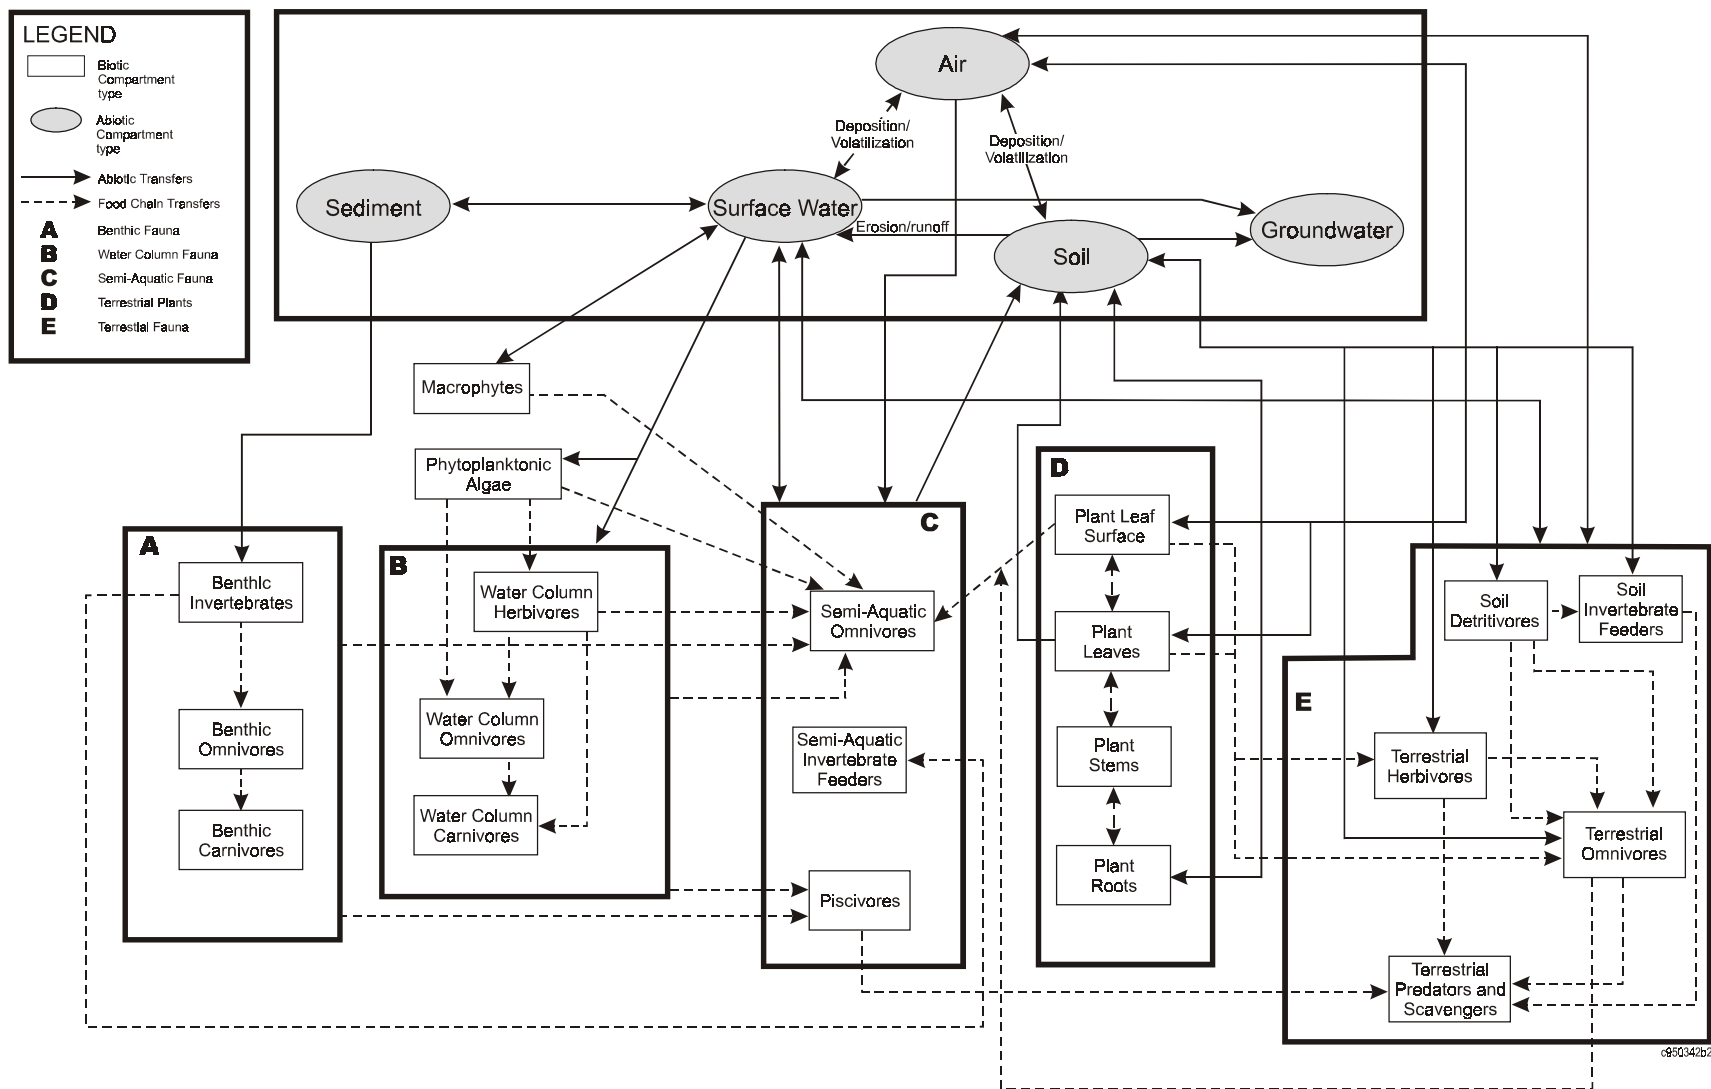 LEGEND
Biotic
Compartment
type
Abiotic
Compartment
type
Abiotic Transfers
Food Chain Transfers
A Benthic Fauna
B Water Column Fauna
C Semi-Aquatic Fauna
D Terrestrial Plants
E Terrestial Fauna
Air
Deposition/
Volatilization
Deposition/
Volatilization
Sediment
Surface Water
Erosion/runoff
Soil
Groundwater
Macrophytes
Phytoplanktonic
Algae
A
Benthic
Invertebrates
Benthic
Omnivores
Benthic
Carnivores
B
Water Column
Herbivores
Water Column
Omnivores
Water Column
Carnivores
C
Semi-Aquatic
Omnivores
Semi-Aquatic
Invertebrate
Feeders
Piscivores
D
Plant Leaf
Surface
Plant
Leaves
Plant
Stems
Plant
Roots
E
Soil
Detritivores
Soil
Invertebrate
Feeders
Terrestrial
Herbivores
Terrestrial
Omnivores
Terrestrial
Predators and
Scavengers
c950342b2